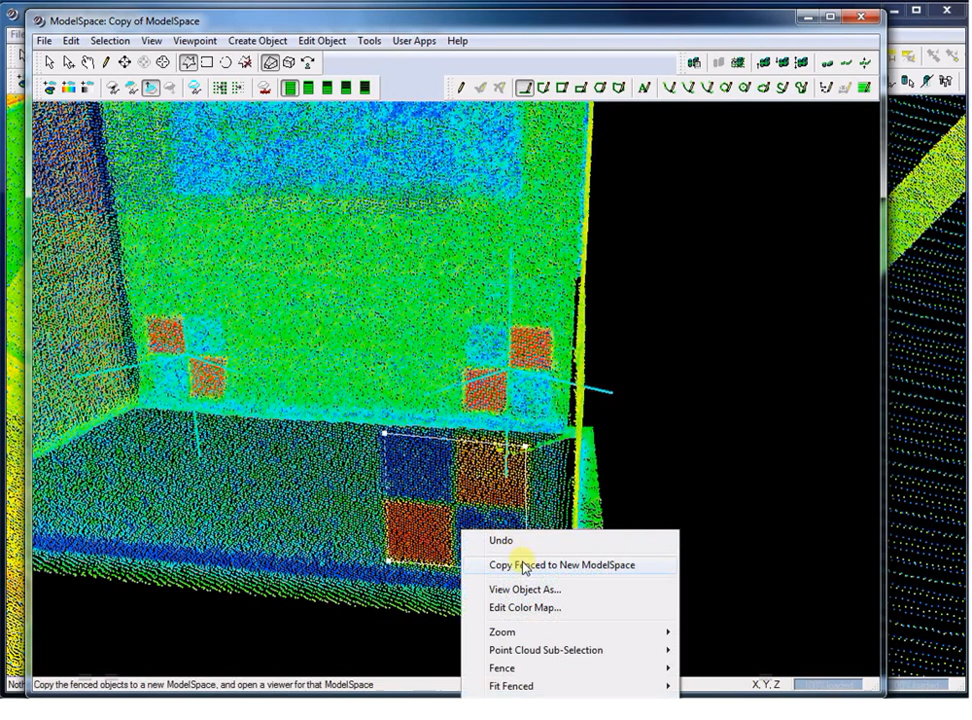 ModelSpace: Copy of ModelSpace
File Edit Selection View Viewpoint Create Object Edit Object Tools User Apps Help
Undo
Copy Fenced to New ModelSpace
View Object As...
Edit Color Map...
Zoom
Point Cloud Sub-Selection
Fence
Fit Fenced
Copy the fenced objects to a new ModelSpace, and open a viewer for that ModelSpace X, Y, Z